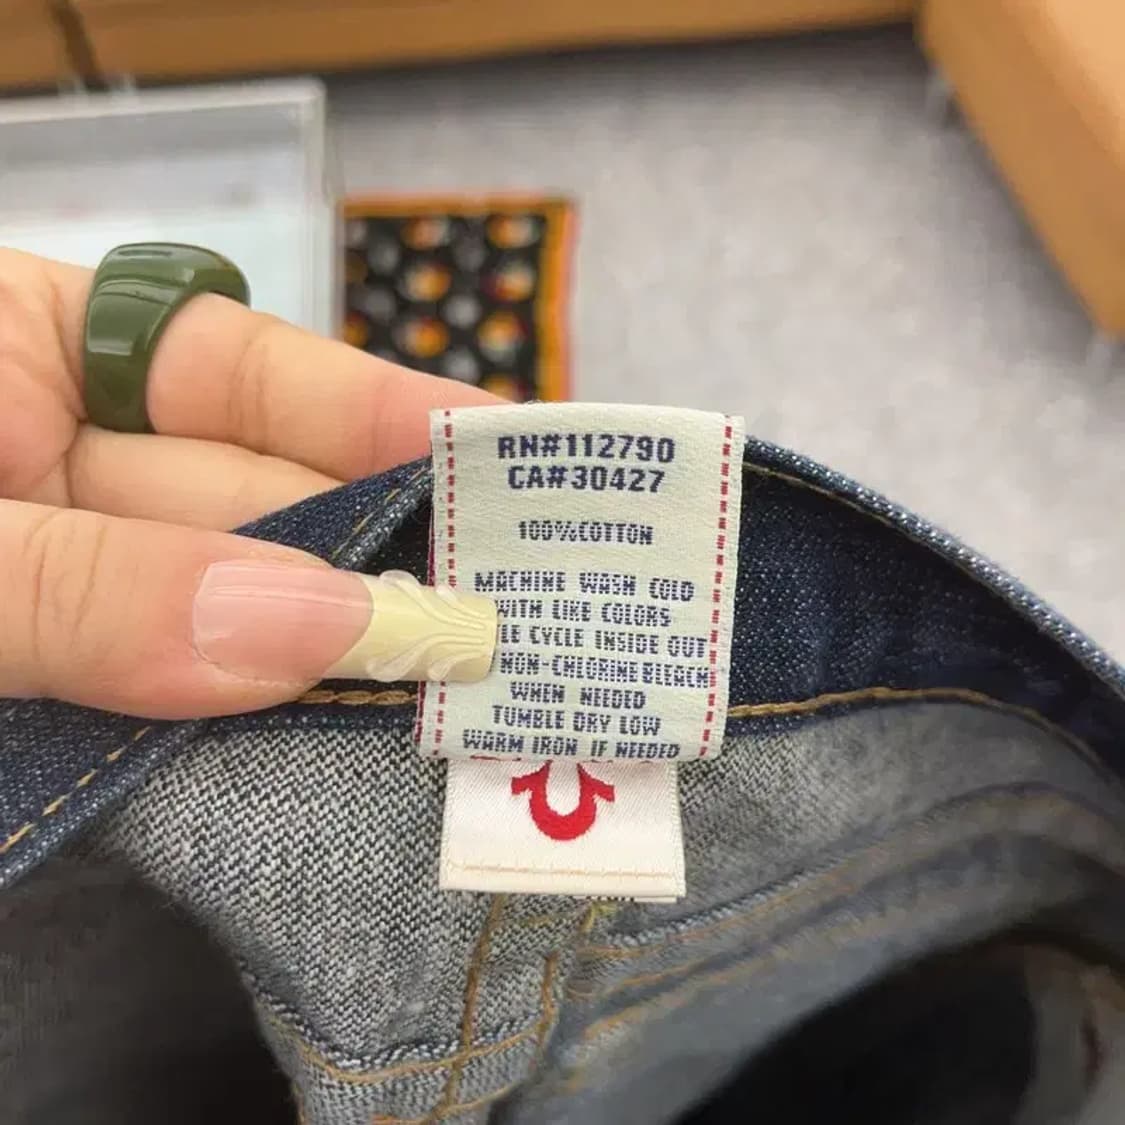 RN#112790
CA#30427
100%COTTON
MACHINE WASH COLD
WITH LIKE COLORS
LE CYCLE INSIDE OUT
NON-CHLORINE BLEACH
WHEN NEEDED
TUMBLE DRY LOW
WARM IRON IF NEEDED